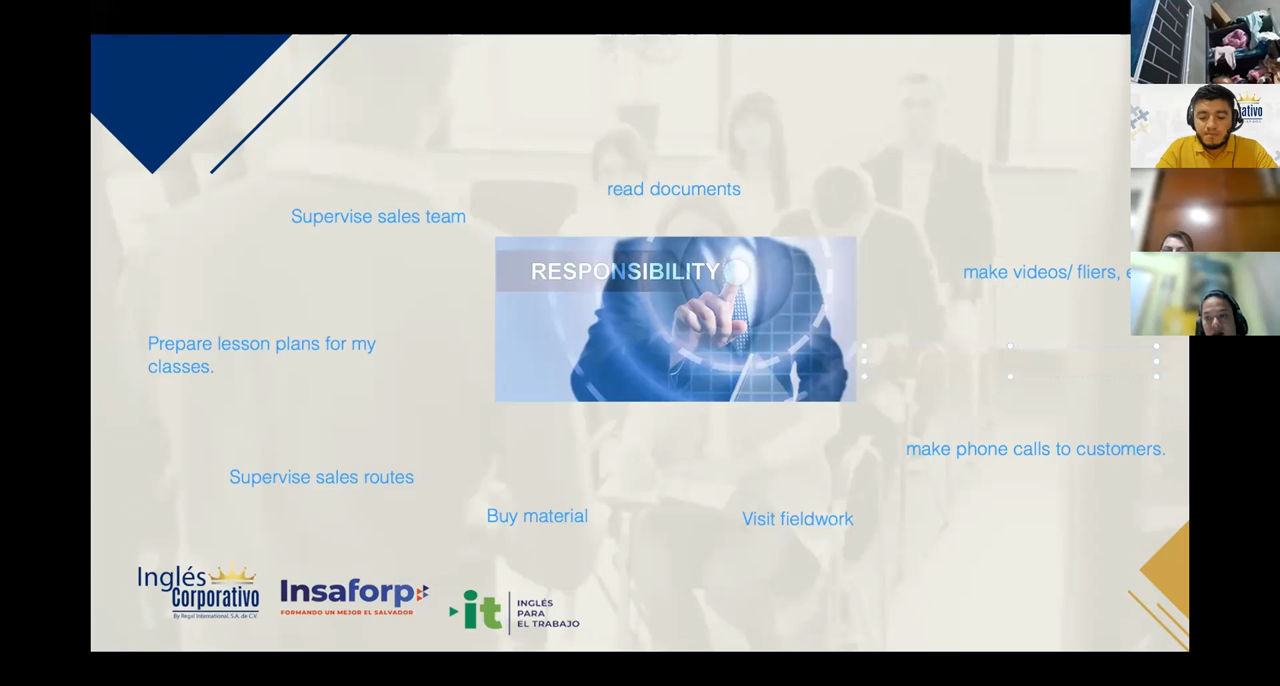 read documents
Supervise sales team
RESPONSIBILITY
make videos/ fliers,
Prepare lesson plans for my
classes.
make phone calls to customers.
Supervise sales routes
Buy material
Visit fieldwork
Inglés
Corporativo
By Regal International, S.A. de C.V.
Insaforp
FORMANDO UN MEJOR EL SALVADOR
it
INGLÉS
PARA
EL TRABAJO
ativo